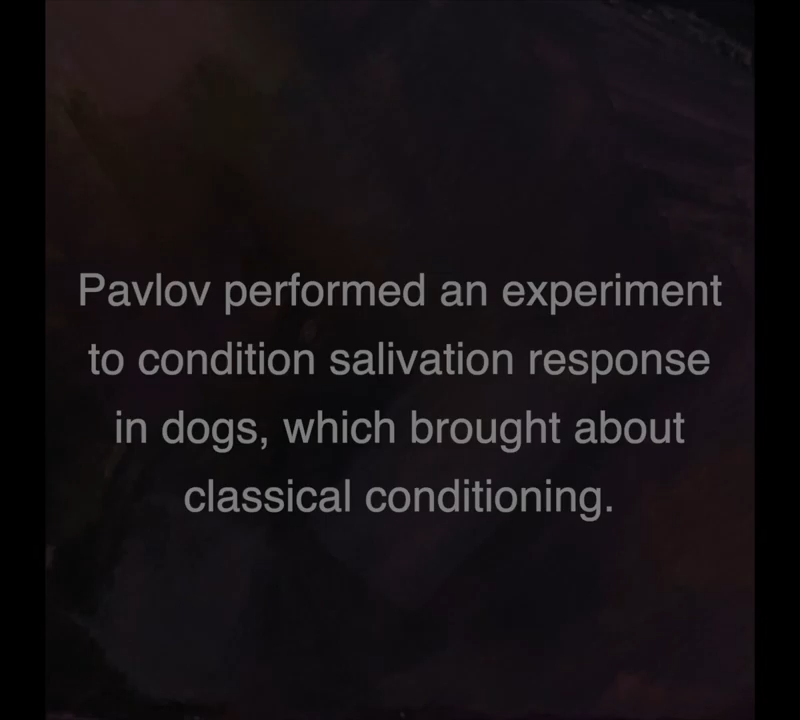 Pavlov performed an experiment
to condition salivation response
in dogs, which brought about
classical conditioning.